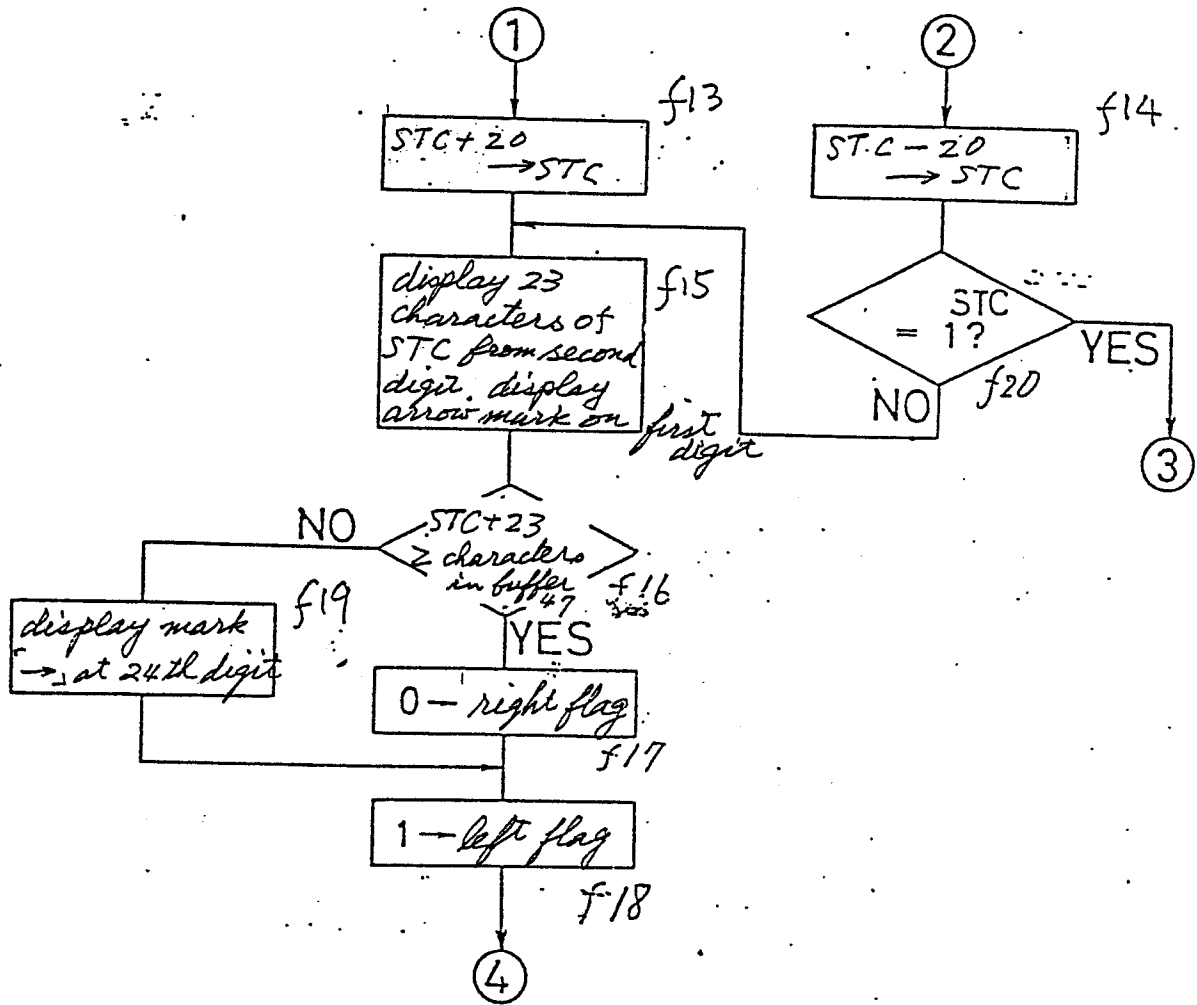 1
f13
STC+20
→STC
display 23
characters of
STC from second
digit. display
arrow mark on first
digit
f15
NO
STC+23
≥ characters
in buffer
47
f16
YES
f19
display mark
「→」at 24th digit
0 — right flag
f17
1 → left flag
f18
4
2
f14
STC-20
→ STC
STC
= 1?
YES
f20
NO
3